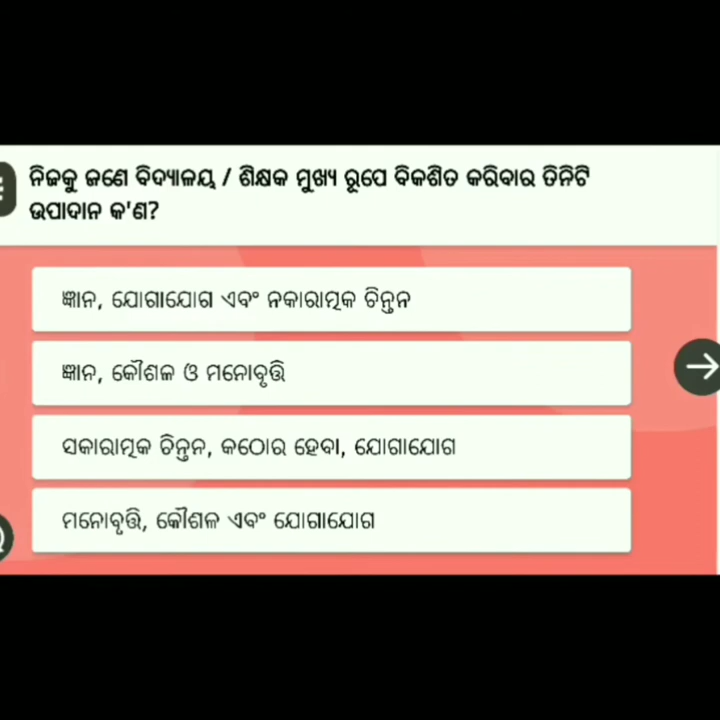 ନିଜକୁ ଜଣେ ବିଦ୍ୟାଳୟ / ଶିକ୍ଷକ ମୁଖ୍ୟ ରୂପେ ବିକଶିତ କରିବାର ତିନିଟି
ଉପାଦାନ କ'ଣ?
ଜ୍ଞାନ, ଯୋଗାଯୋଗ ଏବଂ ନକାରାତ୍ମକ ଚିନ୍ତନ
ଜ୍ଞାନ, କୌଶଳ ଓ ମନୋବୃତ୍ତି
ସକାରାତ୍ମକ ଚିନ୍ତନ, କଠୋର ହେବା, ଯୋଗାଯୋଗ
ମନୋବୃତ୍ତି, କୌଶଳ ଏବଂ ଯୋଗାଯୋଗ